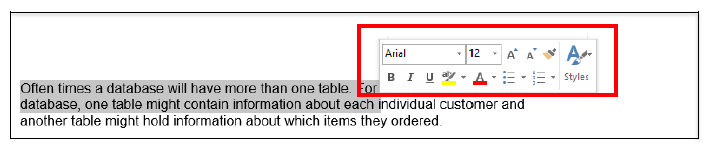 Arial 12 A A
B I U ab A Styles
Often times a database will have more than one table. For
database, one table might contain information about each individual customer and
another table might hold information about which items they ordered.